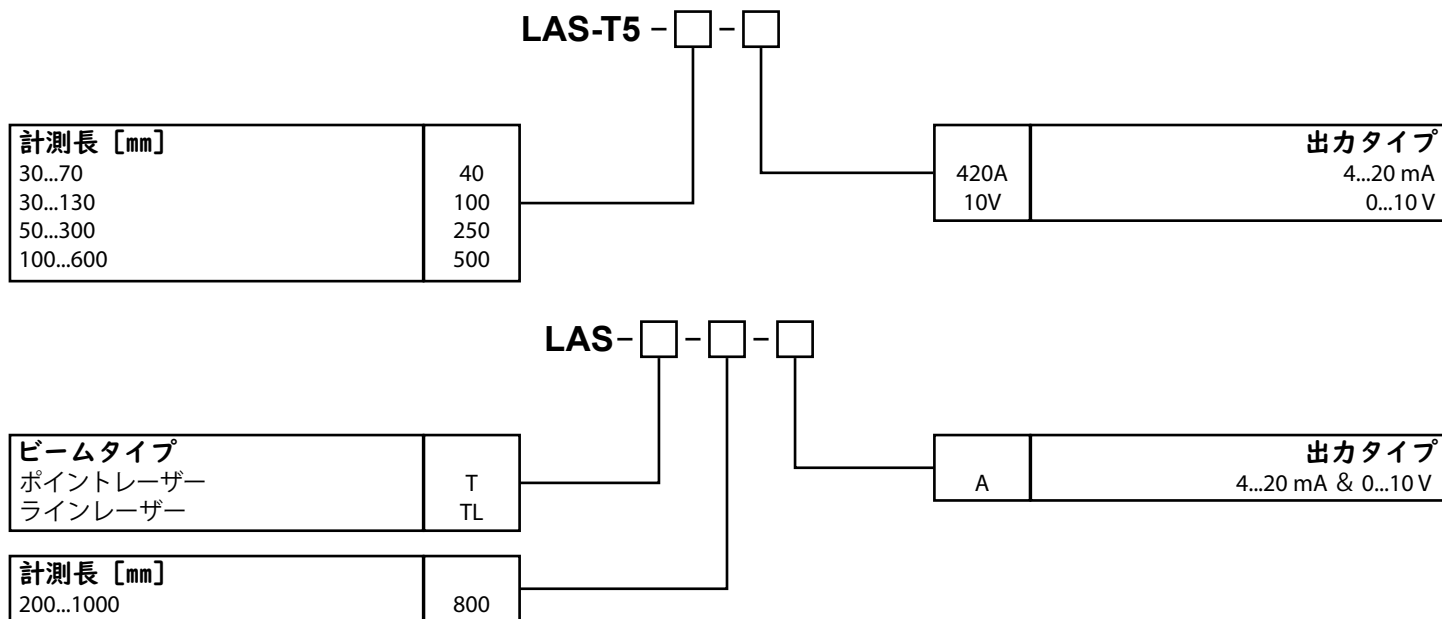 LAS-T5 - □ - □
計測長 [mm]
30...70 40
30...130 100
50...300 250
100...600 500
出力タイプ
420A 4...20 mA
10V 0...10 V
LAS - □ - □ - □
ビームタイプ
ポイントレーザー T
ラインレーザー TL
出力タイプ
A 4...20 mA & 0...10 V
計測長 [mm]
200...1000 800